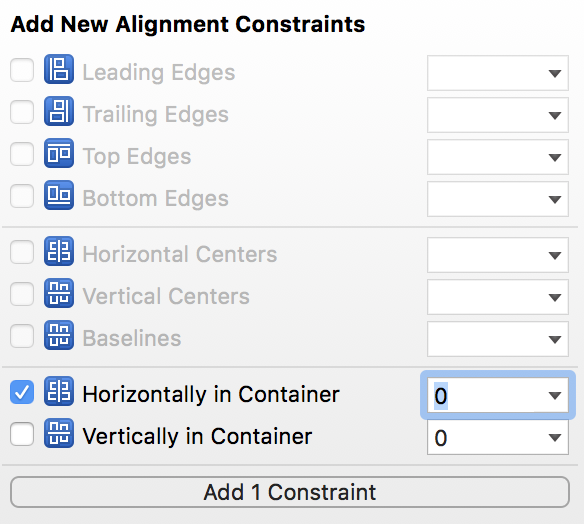 Add New Alignment Constraints
Leading Edges
Trailing Edges
Top Edges
Bottom Edges
Horizontal Centers
Vertical Centers
Baselines
Horizontally in Container 0
Vertically in Container 0
Add 1 Constraint